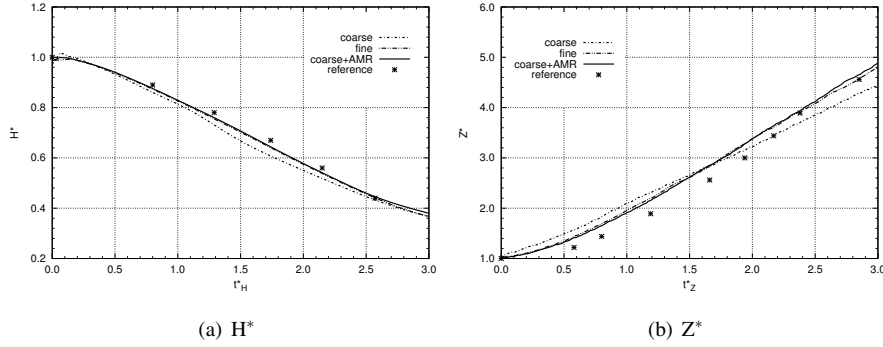 1.2
1.0
0.8
0.6
0.4
0.2
H*
0.0 0.5 1.0 1.5 2.0 2.5 3.0
t*H
coarse
fine
coarse+AMR
reference
(a) H*
6.0
5.0
4.0
3.0
2.0
1.0
Z*
0.0 0.5 1.0 1.5 2.0 2.5 3.0
t*Z
coarse
fine
coarse+AMR
reference
(b) Z*